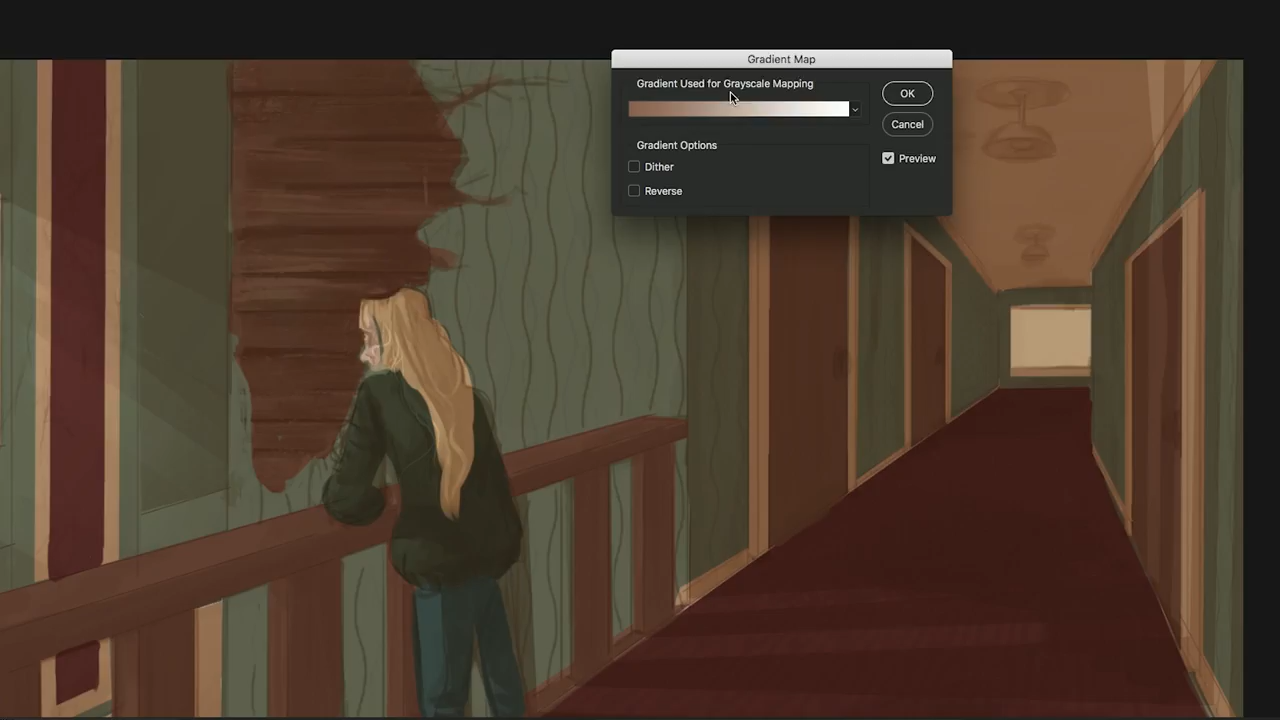 Gradient Map
Gradient Used for Grayscale Mapping
OK
Cancel
Gradient Options
Preview
Dither
Reverse